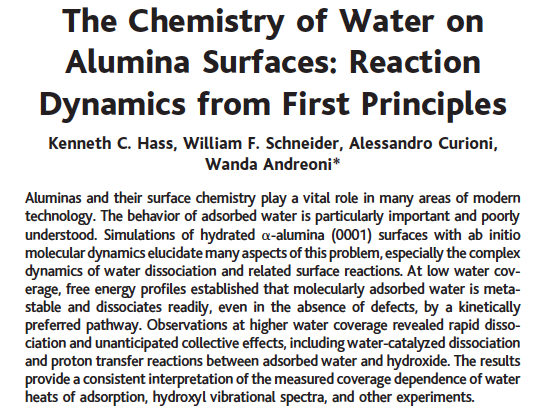 The Chemistry of Water on
Alumina Surfaces: Reaction
Dynamics from First Principles
Kenneth C. Hass, William F. Schneider, Alessandro Curioni,
Wanda Andreoni*
Aluminas and their surface chemistry play a vital role in many areas of modern
technology. The behavior of adsorbed water is particularly important and poorly
understood. Simulations of hydrated α-alumina (0001) surfaces with ab initio
molecular dynamics elucidate many aspects of this problem, especially the complex
dynamics of water dissociation and related surface reactions. At low water cov-
erage, free energy profiles established that molecularly adsorbed water is meta-
stable and dissociates readily, even in the absence of defects, by a kinetically
preferred pathway. Observations at higher water coverage revealed rapid disso-
ciation and unanticipated collective effects, including water-catalyzed dissociation
and proton transfer reactions between adsorbed water and hydroxide. The results
provide a consistent interpretation of the measured coverage dependence of water
heats of adsorption, hydroxyl vibrational spectra, and other experiments.